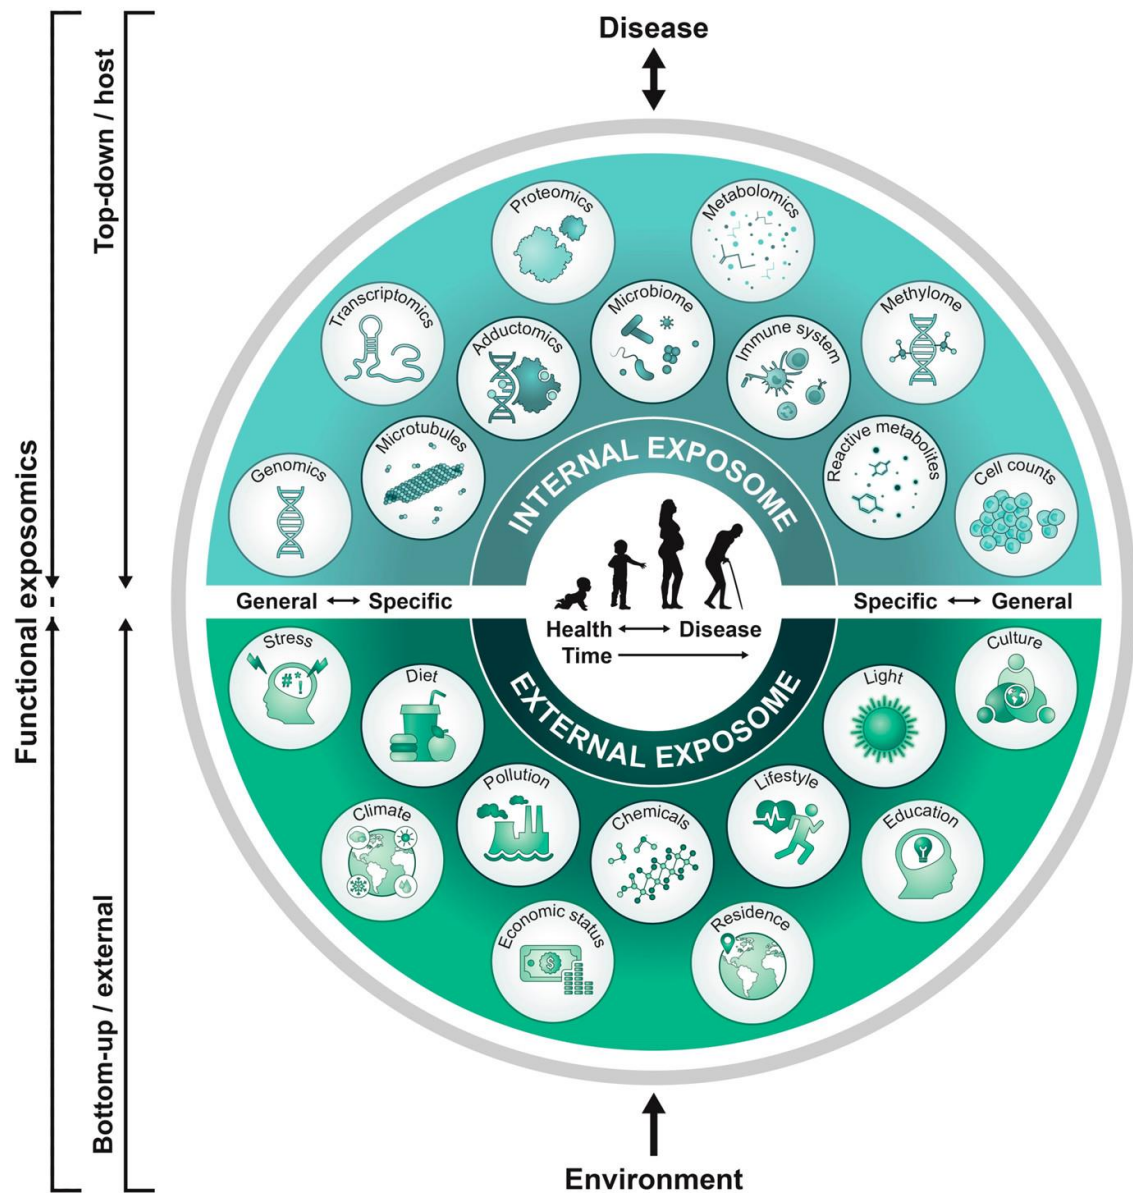 Disease
Functional exposomics
Top-down / host
Bottom-up / external
Proteomics
Metabolomics
Transcriptomics
Adductomics
Microbiome
Immune system
Methylome
Genomics
Microtubules
Reactive metabolites
Cell counts
INTERNAL EXPOSOME
General
Specific
Specific
General
Health
Disease
Time
EXTERNAL EXPOSOME
Stress
Diet
Light
Culture
Climate
Pollution
Chemicals
Lifestyle
Education
Economic status
Residence
#*
!
$
Environment